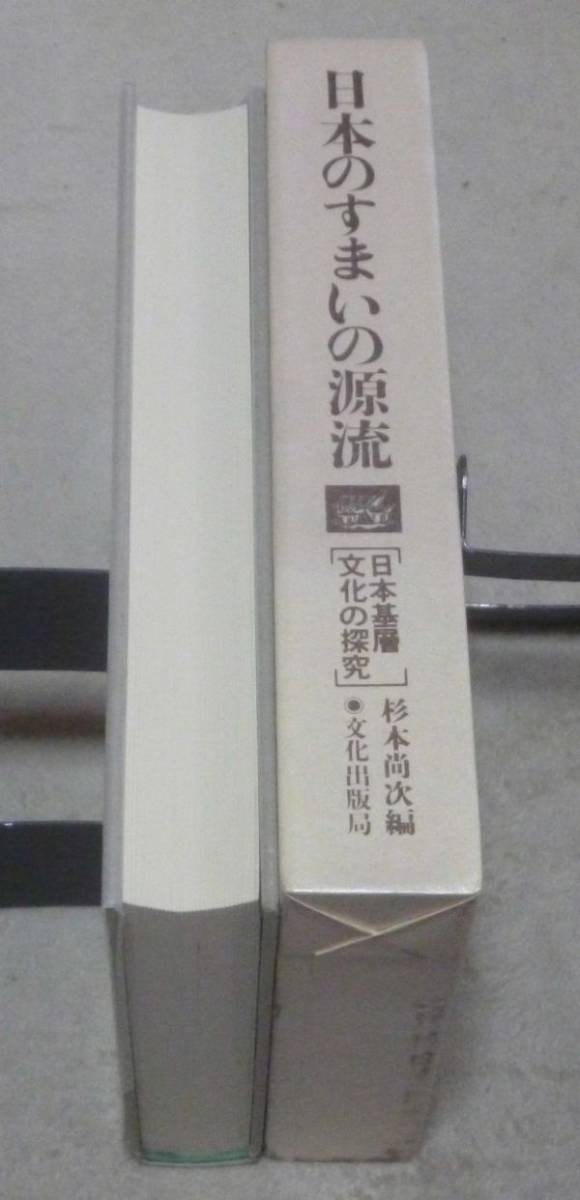 日本のすまいの源流
日本基層
文化の探究
杉本尚次編
◉文化出版局